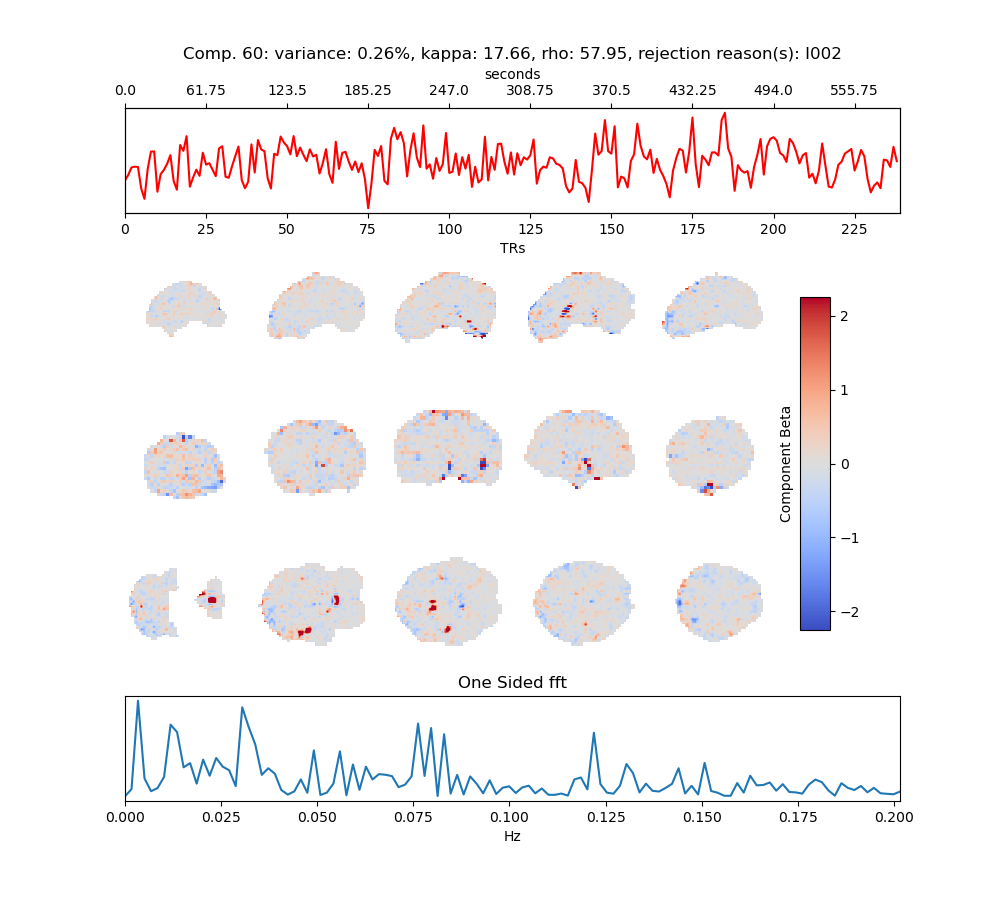 Comp. 60: variance: 0.26%, kappa: 17.66, rho: 57.95, rejection reason(s): I002
seconds
0.0 61.75 123.5 185.25 247.0 308.75 370.5 432.25 494.0 555.75
0 25 50 75 100 125 150 175 200 225
TRs
2
1
0
−1
−2
Component Beta
One Sided fft
0.000 0.025 0.050 0.075 0.100 0.125 0.150 0.175 0.200
Hz